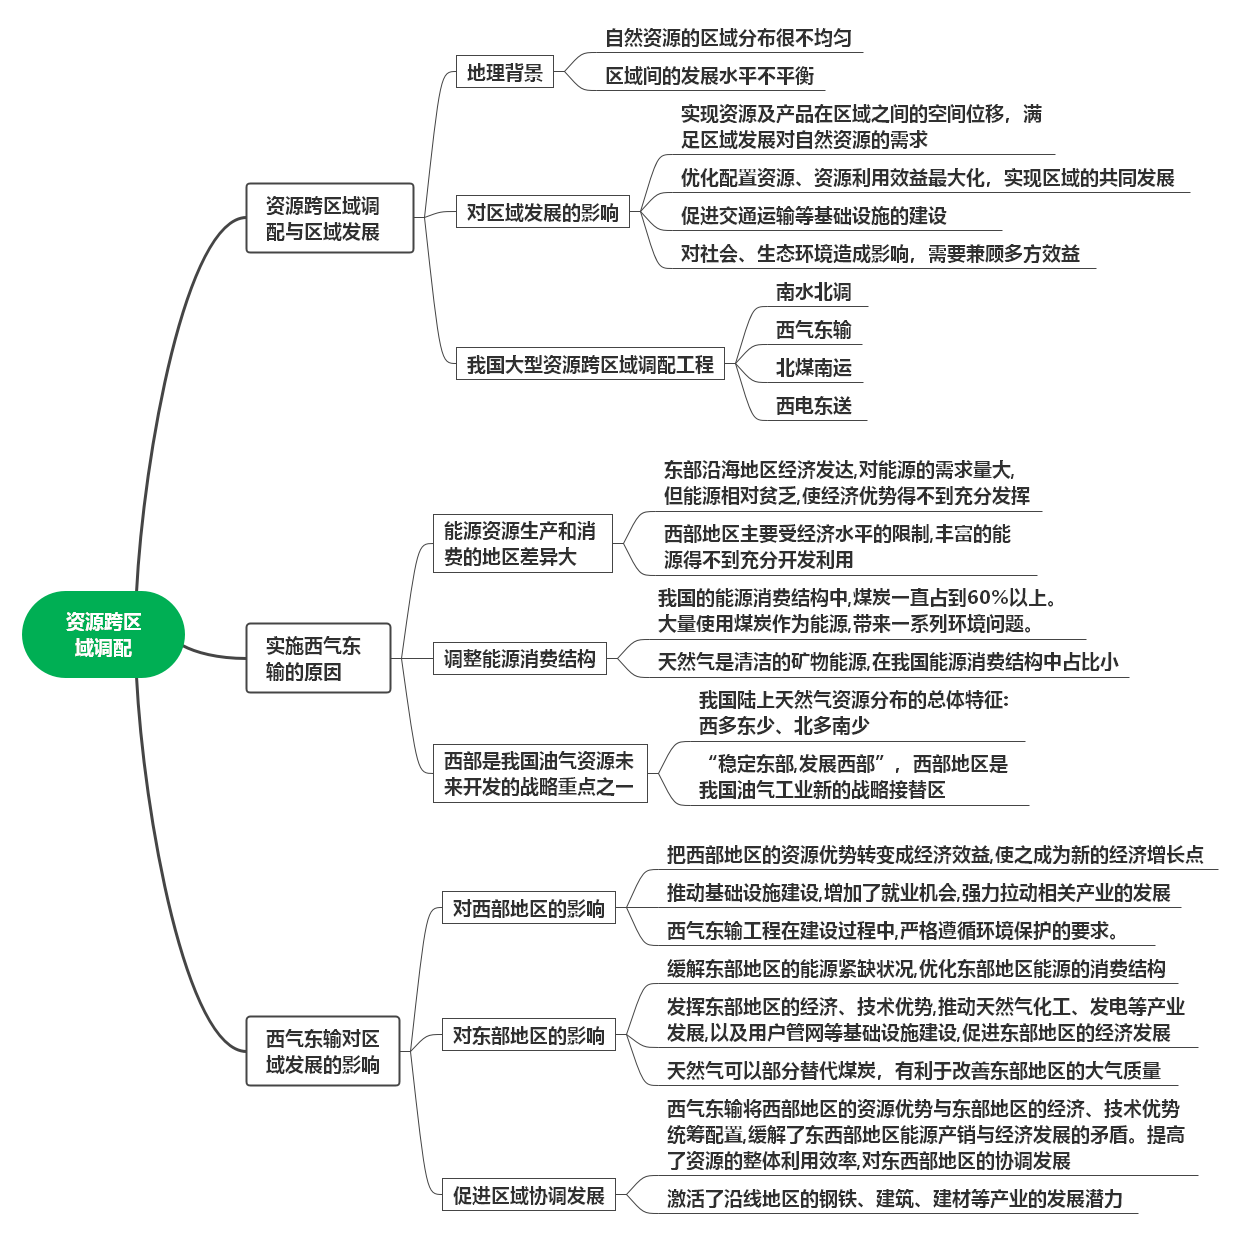 资源跨区
域调配
资源跨区域调
配与区域发展
地理背景
自然资源的区域分布很不均匀
区域间的发展水平不平衡
对区域发展的影响
实现资源及产品在区域之间的空间位移，满
足区域发展对自然资源的需求
优化配置资源、资源利用效益最大化，实现区域的共同发展
促进交通运输等基础设施的建设
对社会、生态环境造成影响，需要兼顾多方效益
我国大型资源跨区域调配工程
南水北调
西气东输
北煤南运
西电东送
实施西气东
输的原因
能源资源生产和消
费的地区差异大
东部沿海地区经济发达,对能源的需求量大,
但能源相对贫乏,使经济优势得不到充分发挥
西部地区主要受经济水平的限制,丰富的能
源得不到充分开发利用
调整能源消费结构
我国的能源消费结构中,煤炭一直占到60%以上。
大量使用煤炭作为能源,带来一系列环境问题。
天然气是清洁的矿物能源,在我国能源消费结构中占比小
西部是我国油气资源未
来开发的战略重点之一
我国陆上天然气资源分布的总体特征:
西多东少、北多南少
“稳定东部,发展西部”，西部地区是
我国油气工业新的战略接替区
西气东输对区
域发展的影响
对西部地区的影响
把西部地区的资源优势转变成经济效益,使之成为新的经济增长点
推动基础设施建设,增加了就业机会,强力拉动相关产业的发展
西气东输工程在建设过程中,严格遵循环境保护的要求。
对东部地区的影响
缓解东部地区的能源紧缺状况,优化东部地区能源的消费结构
发挥东部地区的经济、技术优势,推动天然气化工、发电等产业
发展,以及用户管网等基础设施建设,促进东部地区的经济发展
天然气可以部分替代煤炭，有利于改善东部地区的大气质量
促进区域协调发展
西气东输将西部地区的资源优势与东部地区的经济、技术优势
统筹配置,缓解了东西部地区能源产销与经济发展的矛盾。提高
了资源的整体利用效率,对东西部地区的协调发展
激活了沿线地区的钢铁、建筑、建材等产业的发展潜力